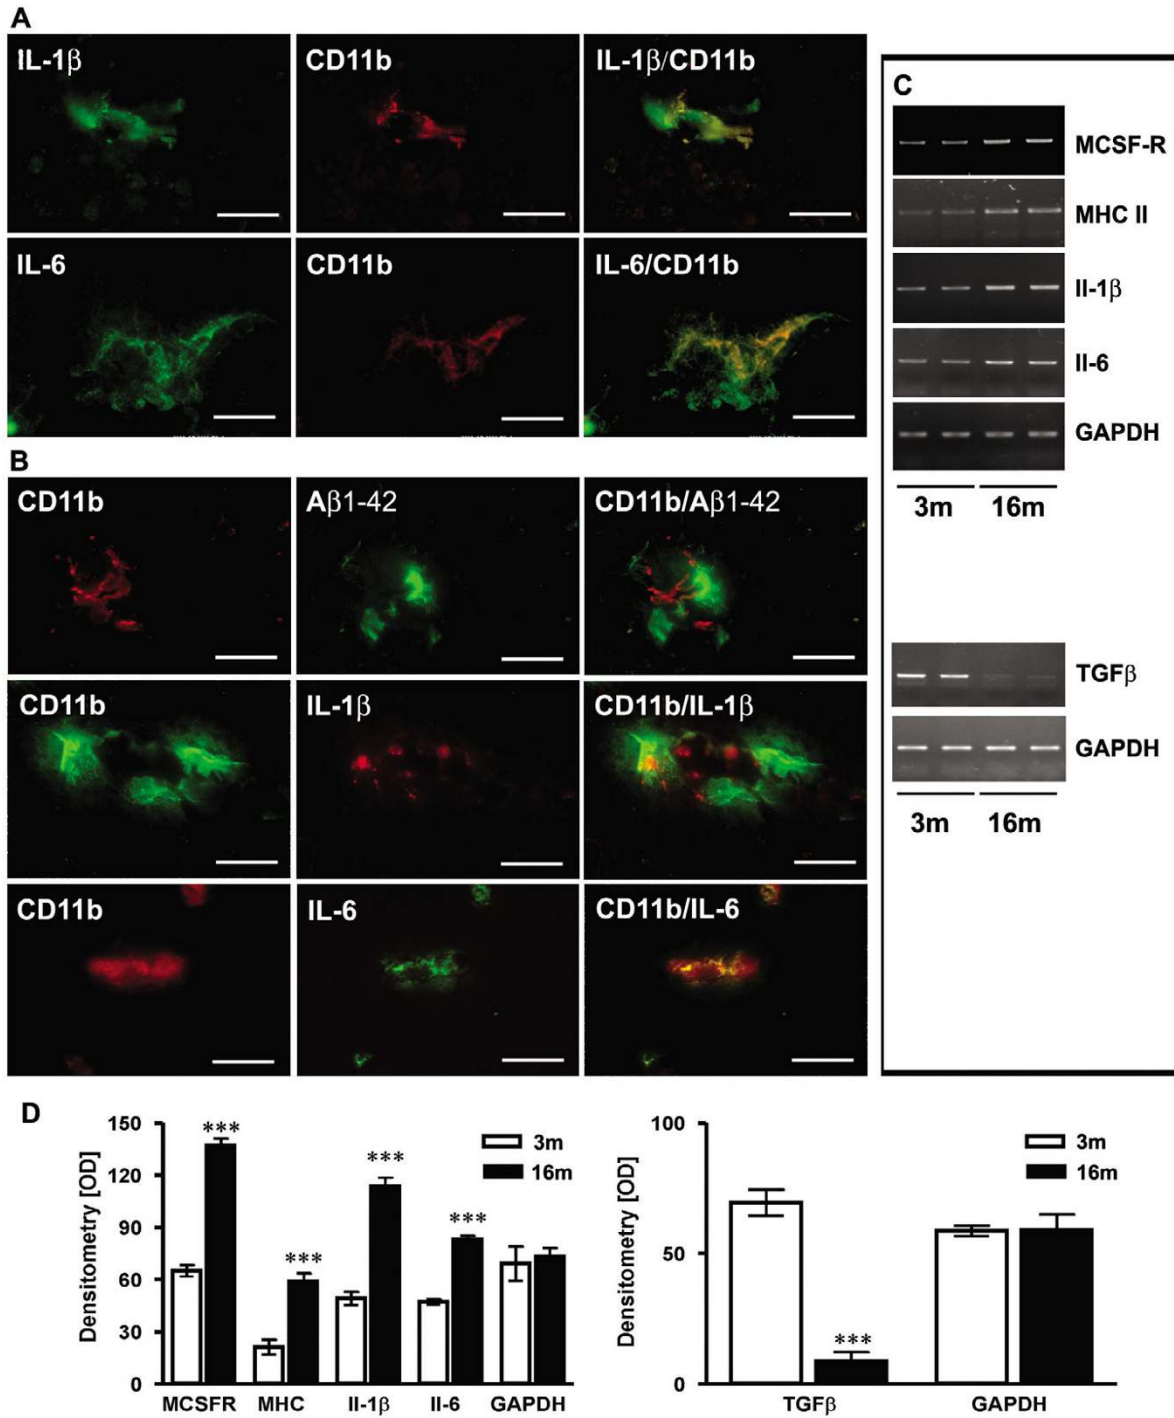 A
IL-1β
CD11b
IL-1β/CD11b
IL-6
CD11b
IL-6/CD11b
B
CD11b
Aβ1-42
CD11b/Aβ1-42
CD11b
IL-1β
CD11b/IL-1β
CD11b
IL-6
CD11b/IL-6
C
MCSF-R
MHC II
Il-1β
Il-6
GAPDH
3m 16m
TGFβ
GAPDH
3m 16m
D
Densitometry [OD]
150
120
90
60
30
0
***
***
***
***
3m
16m
MCSFR MHC Il-1β Il-6 GAPDH
Densitometry [OD]
100
50
0
***
3m
16m
TGFβ GAPDH